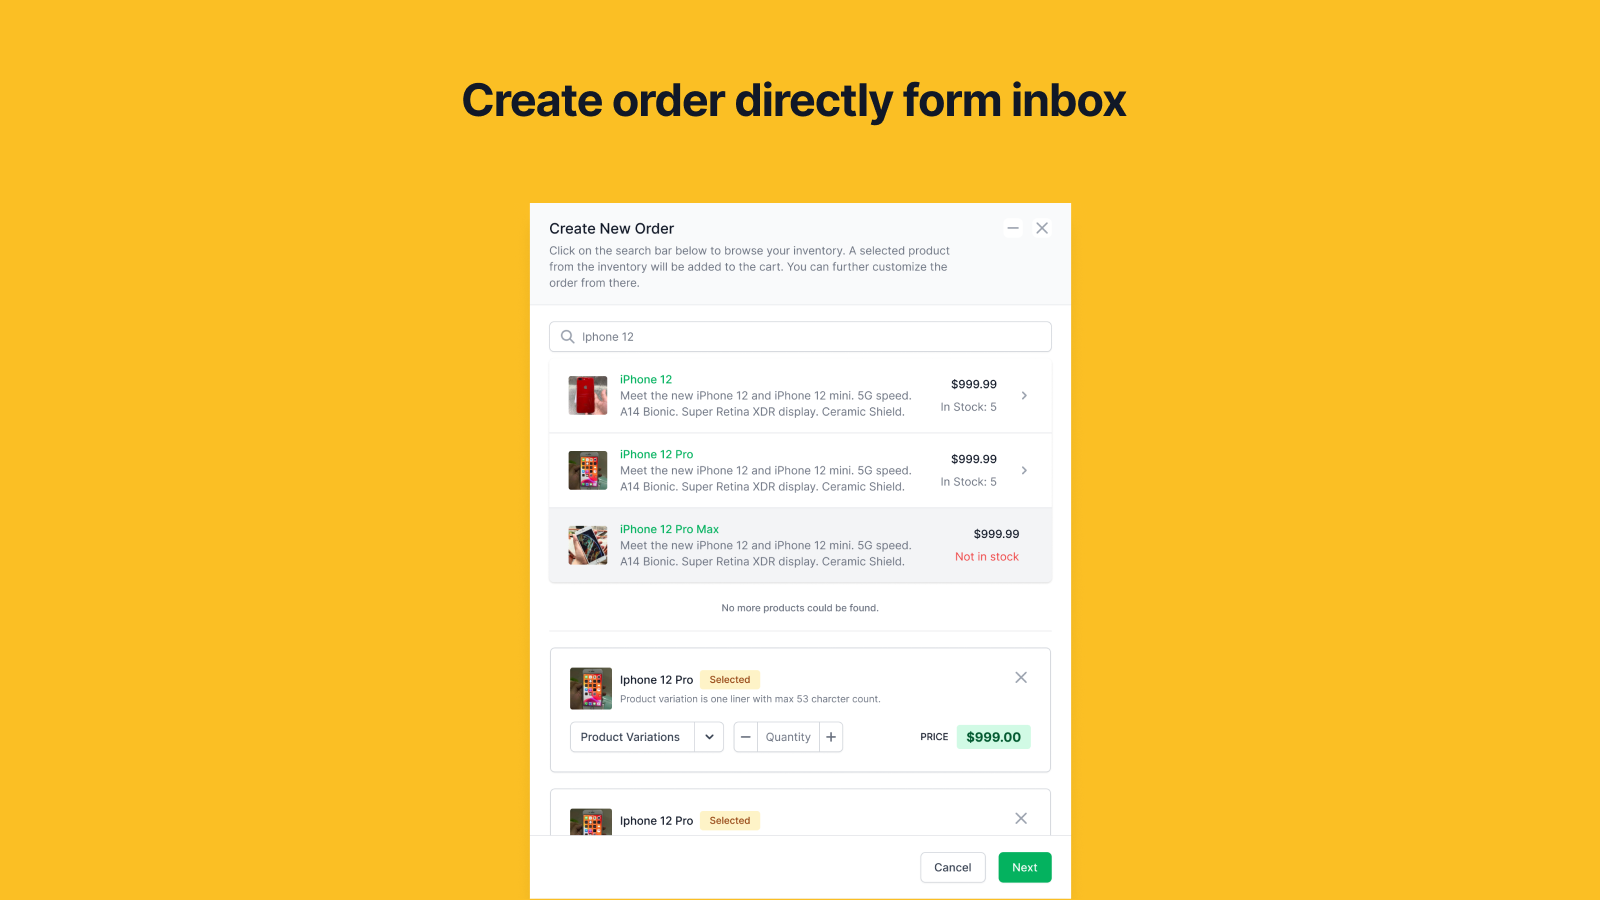 Create order directly form inbox
Create New Order
Click on the search bar below to browse your inventory. A selected product
from the inventory will be added to the cart. You can further customize the
order from there.
Iphone 12
iPhone 12
Meet the new iPhone 12 and iPhone 12 mini. 5G speed.
A14 Bionic. Super Retina XDR display. Ceramic Shield.
$999.99
In Stock: 5
iPhone 12 Pro
Meet the new iPhone 12 and iPhone 12 mini. 5G speed.
A14 Bionic. Super Retina XDR display. Ceramic Shield.
$999.99
In Stock: 5
iPhone 12 Pro Max
Meet the new iPhone 12 and iPhone 12 mini. 5G speed.
A14 Bionic. Super Retina XDR display. Ceramic Shield.
$999.99
Not in stock
No more products could be found.
Iphone 12 Pro Selected
Product variation is one liner with max 53 charcter count.
Product Variations Quantity PRICE $999.00
Iphone 12 Pro Selected
Cancel Next